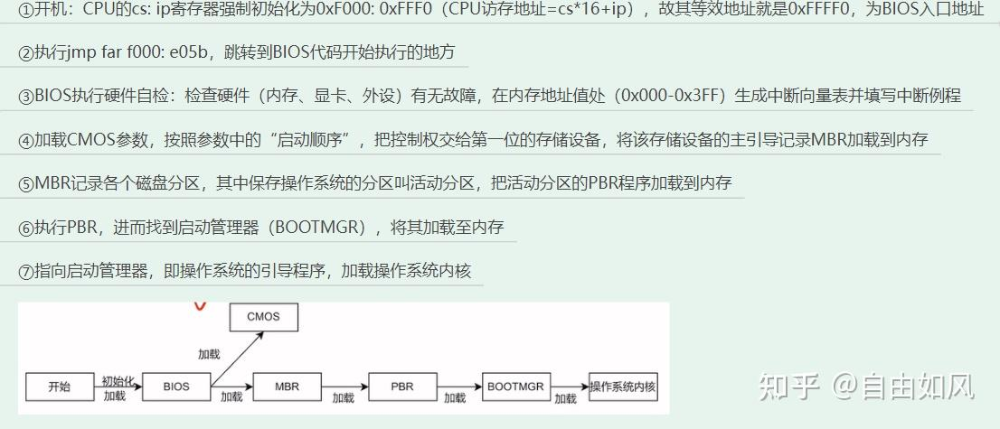 ①开机：CPU的cs: ip寄存器强制初始化为0xF000: 0xFFF0（CPU访存地址=cs*16+ip），故其等效地址就是0xFFFF0，为BIOS入口地址
②执行jmp far f000: e05b，跳转到BIOS代码开始执行的地方
③BIOS执行硬件自检：检查硬件（内存、显卡、外设）有无故障，在内存地址值处（0x000-0x3FF）生成中断向量表并填写中断例程
④加载CMOS参数，按照参数中的“启动顺序”，把控制权交给第一位的存储设备，将该存储设备的主引导记录MBR加载到内存
⑤MBR记录各个磁盘分区，其中保存操作系统的分区叫活动分区，把活动分区的PBR程序加载到内存
⑥执行PBR，进而找到启动管理器（BOOTMGR），将其加载至内存
⑦指向启动管理器，即操作系统的引导程序，加载操作系统内核
CMOS
加载
开始
初始化
加载
BIOS
加载
MBR
加载
PBR
加载
BOOTMGR
加载
操作系统内核
知乎 @自由如风